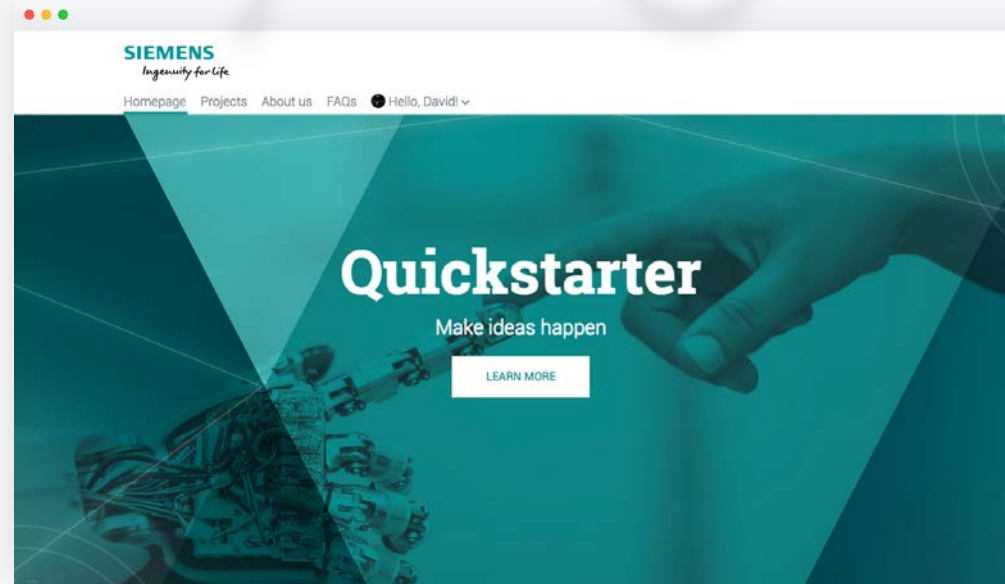 SIEMENS
Ingenuity for life
Homepage Projects About us FAQs Hello, David!
Quickstarter
Make ideas happen
LEARN MORE